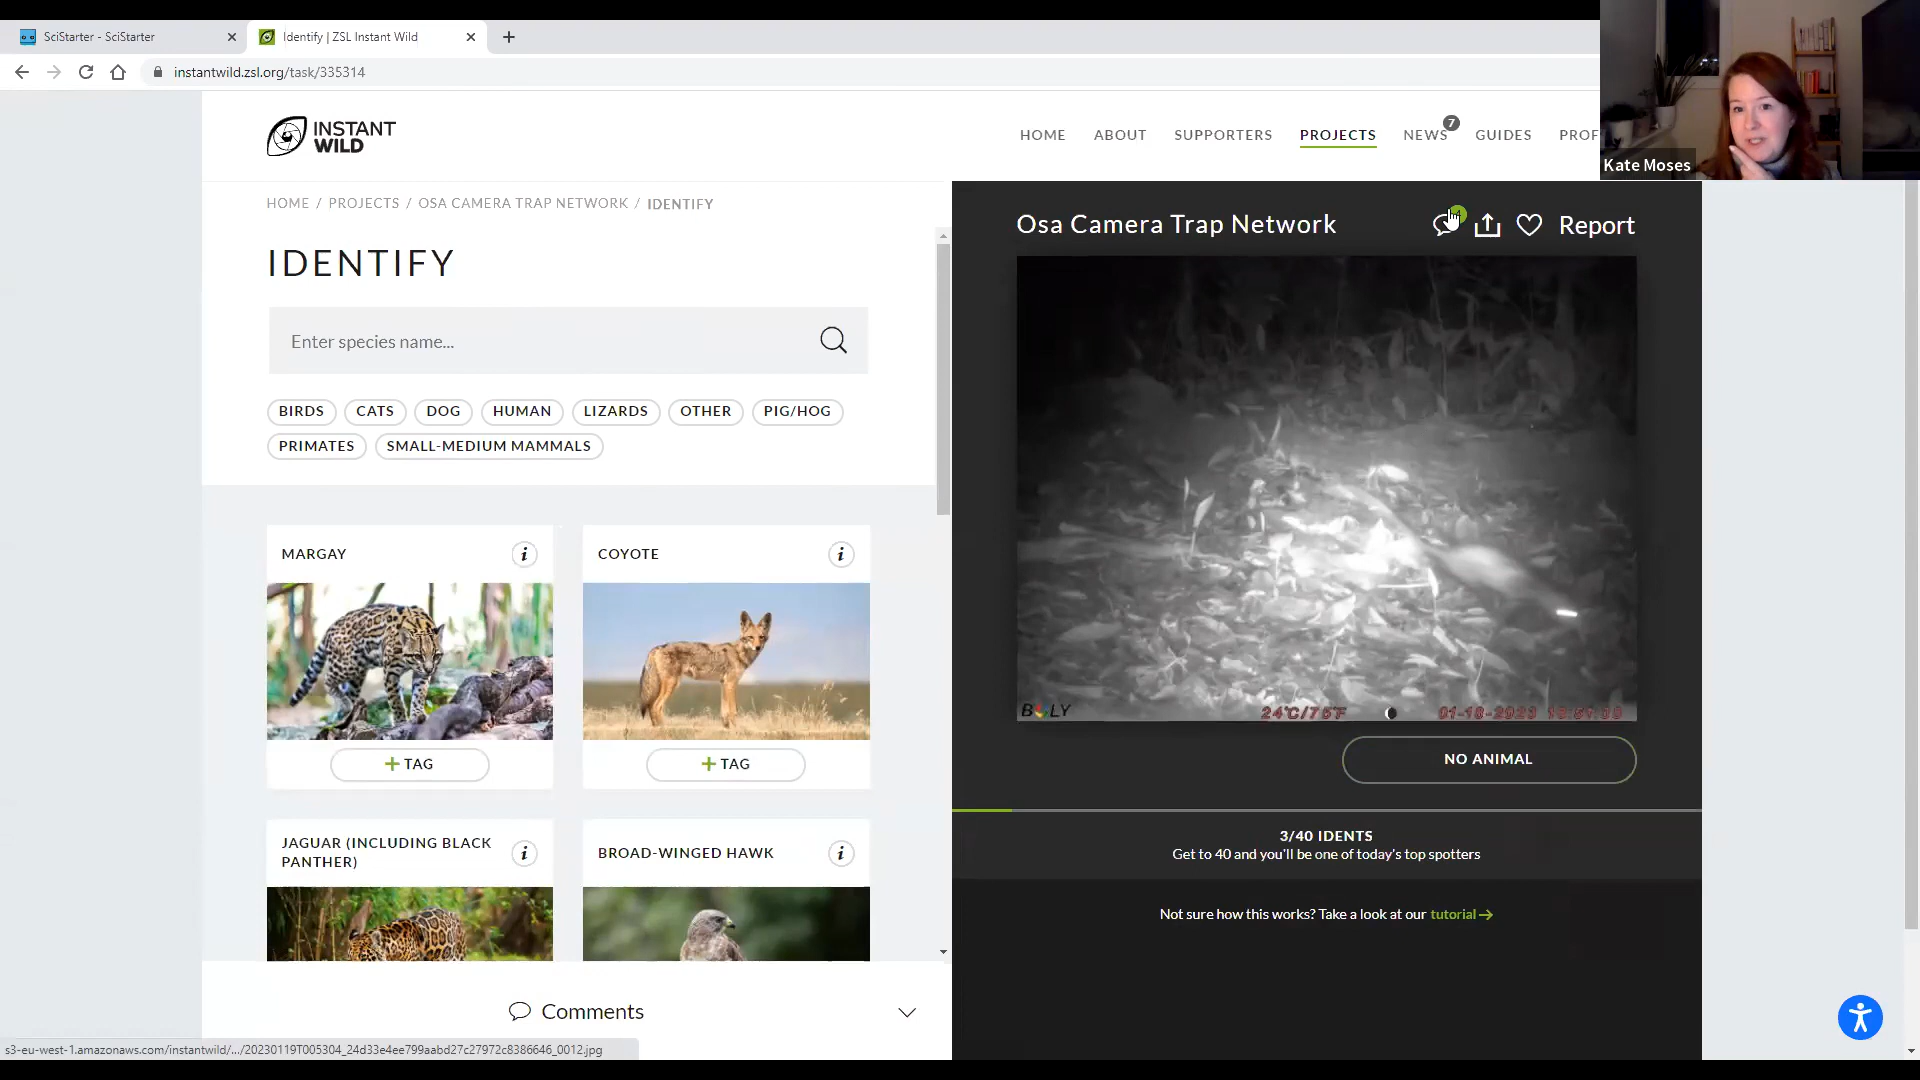 SciStarter - SciStarter
Identify | ZSL Instant Wild
instantwild.zsl.org/task/335314
Kate Moses
INSTANT
WILD
HOME
ABOUT
SUPPORTERS
PROJECTS
NEWS
7
GUIDES
PROF
HOME / PROJECTS / OSA CAMERA TRAP NETWORK / IDENTIFY
IDENTIFY
Enter species name...
BIRDS
CATS
DOG
HUMAN
LIZARDS
OTHER
PIG/HOG
PRIMATES
SMALL-MEDIUM MAMMALS
MARGAY
i
COYOTE
i
+ TAG
+ TAG
JAGUAR (INCLUDING BLACK
PANTHER)
i
BROAD-WINGED HAWK
i
Comments
s3-eu-west-1.amazonaws.com/instantwild/.../20230119T005304_24d33e4ee799aabd27c27972c8386646_0012.jpg
Osa Camera Trap Network
Report
24°C/75°F
01-18-2023
NO ANIMAL
3/40 IDENTS
Get to 40 and you'll be one of today's top spotters
Not sure how this works? Take a look at our tutorial →